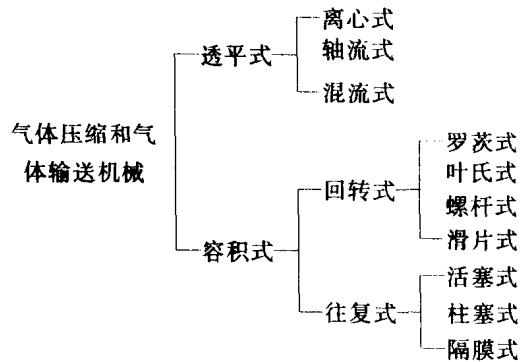 气体压缩和气
体输送机械
透平式
离心式
轴流式
混流式
容积式
回转式
罗茨式
叶氏式
螺杆式
滑片式
往复式
活塞式
柱塞式
隔膜式